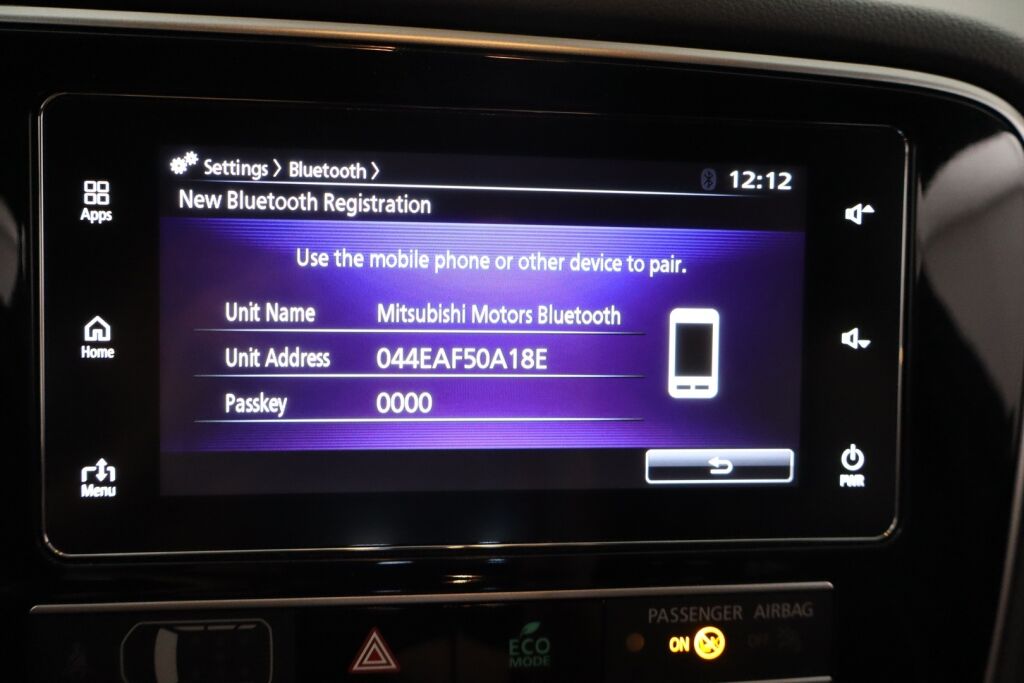 Settings > Bluetooth >
12:12
New Bluetooth Registration
Apps
Use the mobile phone or other device to pair.
Unit Name Mitsubishi Motors Bluetooth
Home
Unit Address 044EAF50A18E
Passkey 0000
Menu
PWR
PASSENGER AIRBAG
ECO
MODE
ON OFF